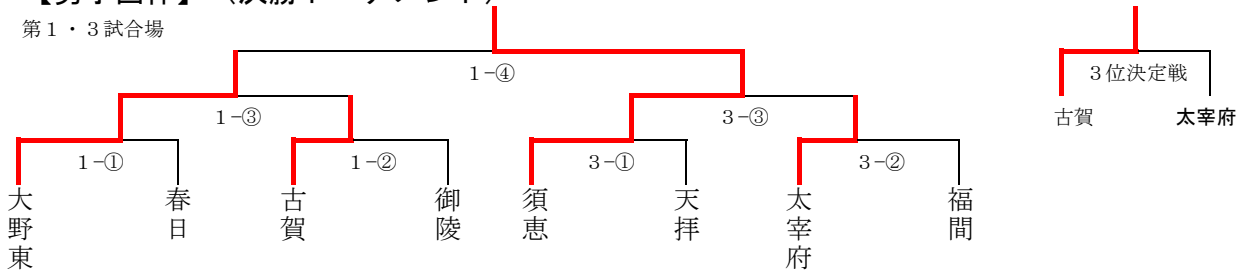 第１・３試合場
1-④
３位決定戦
1-③
3-③
古賀
太宰府
1-①
1-②
3-①
3-②
大野東
春日
古賀
御陵
須恵
天拝
太宰府
福間